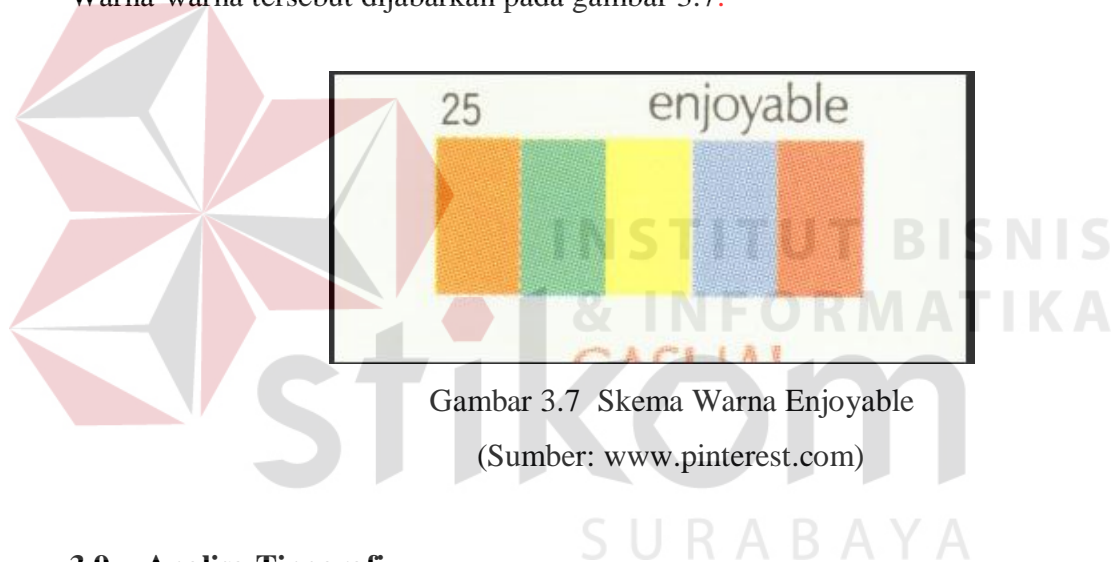 Warna-warna tersebut dijabarkan pada gambar 3.7.
25 enjoyable
INSTITUT BISNIS
& INFORMATIKA
stikom
SURABAYA
Gambar 3.7 Skema Warna Enjoyable
(Sumber: www.pinterest.com)
3.9 Analisa Tipografi